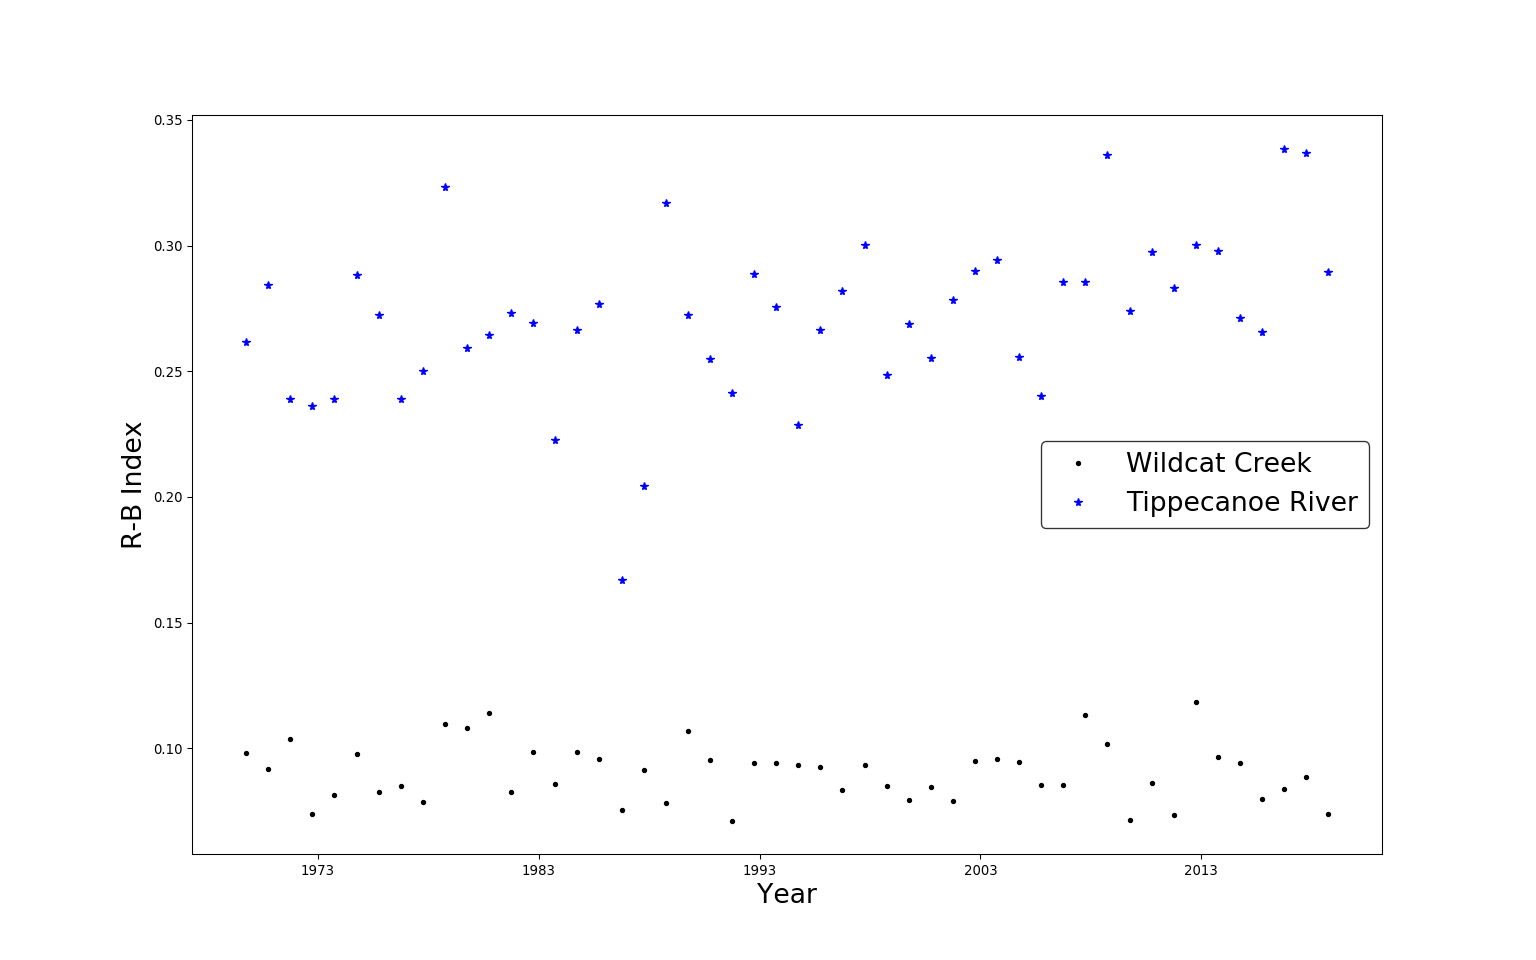 0.35
0.30
0.25
0.20
0.15
0.10
R-B Index
Wildcat Creek
Tippecanoe River
1973 1983 1993 2003 2013
Year